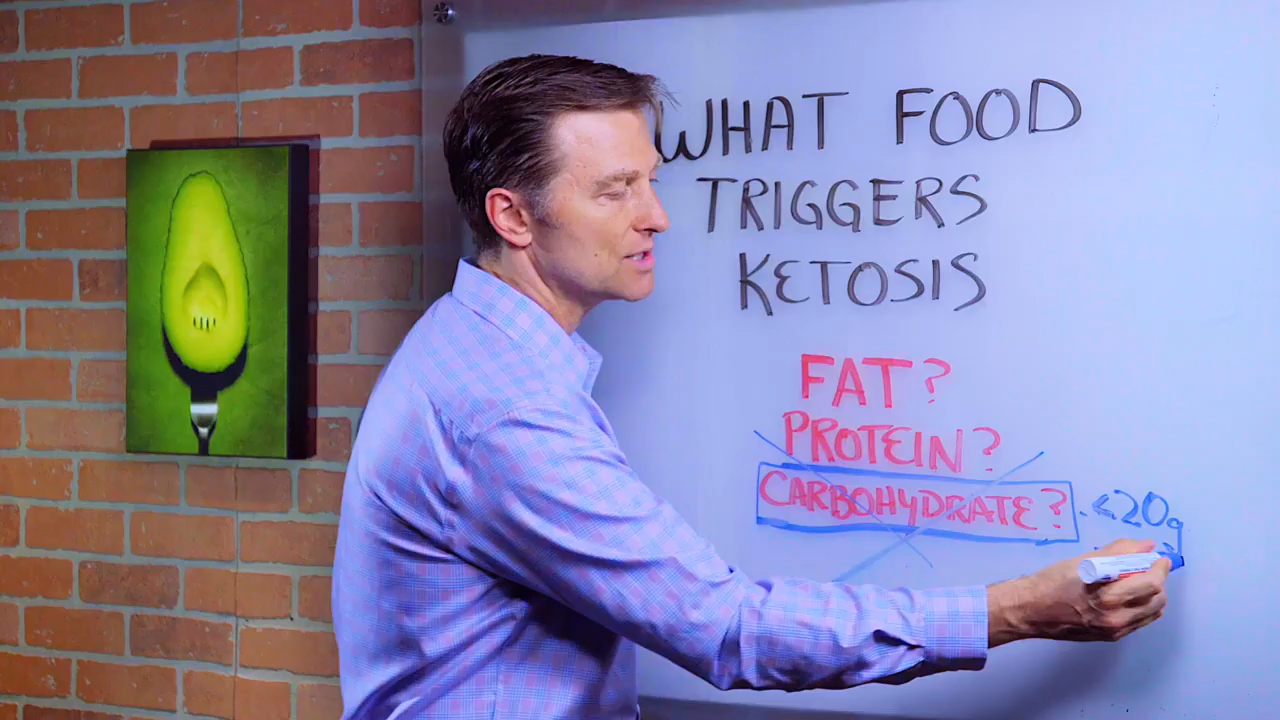 WHAT FOOD
TRIGGERS
KETOSIS
FAT?
PROTEIN?
CARBOHYDRATE? <20g